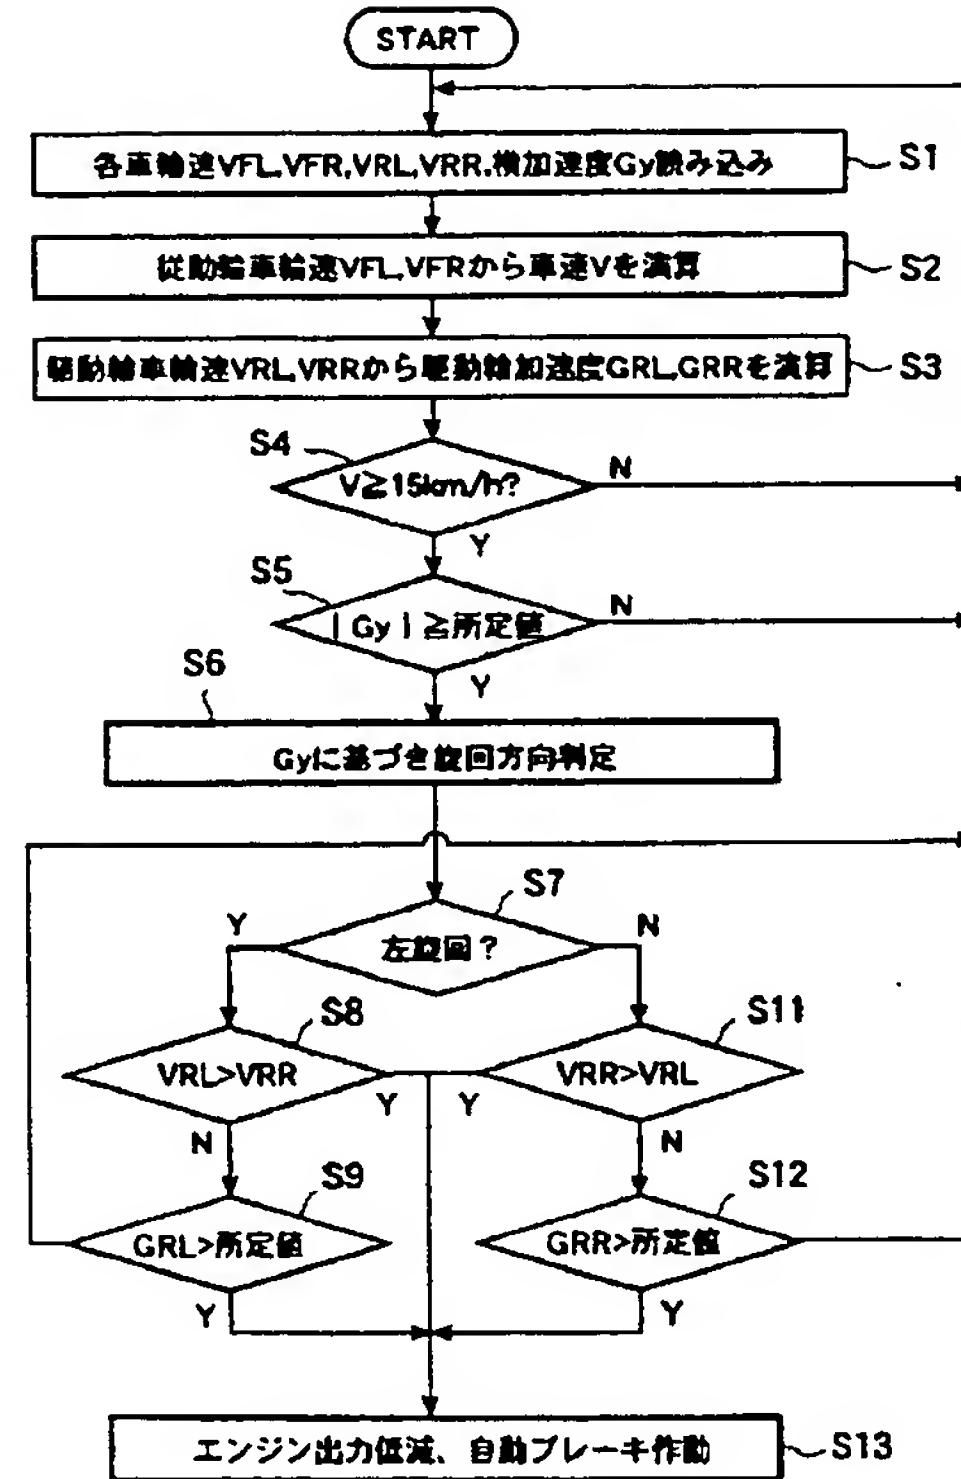 START
各車輪速VFL,VFR,VRL,VRR,横加速度Gy読み込み
S1
従動輪車輪速VFL,VFRから車速Vを演算
S2
駆動輪車輪速VRL,VRRから駆動輪加速度GRL,GRRを演算
S3
S4
V≧15km/h?
N
Y
S5
|Gy|≧所定値
N
Y
S6
Gyに基づき旋回方向判定
S7
Y
左旋回?
N
S8
VRL>VRR
Y
N
S11
VRR>VRL
Y
N
S9
GRL>所定値
Y
S12
GRR>所定値
Y
エンジン出力低減、自動ブレーキ作動
S13